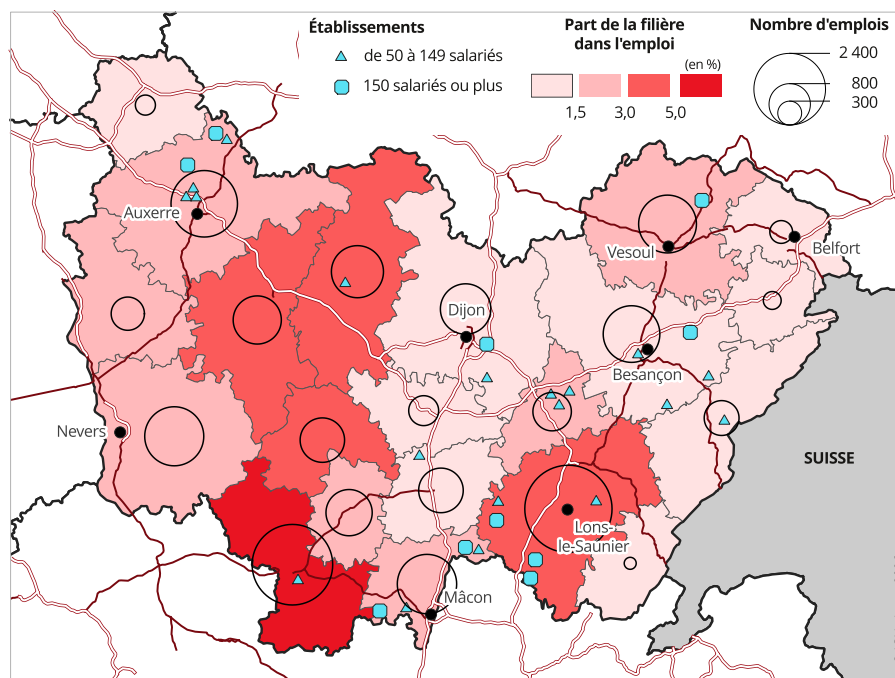 Établissements
de 50 à 149 salariés
150 salariés ou plus
Part de la filière
dans l'emploi
(en %)
1,5
3,0
5,0
Nombre d'emplois
2 400
800
300
Auxerre
Vesoul
Belfort
Dijon
Besançon
Nevers
SUISSE
Lons-
le-Saunier
Mâcon